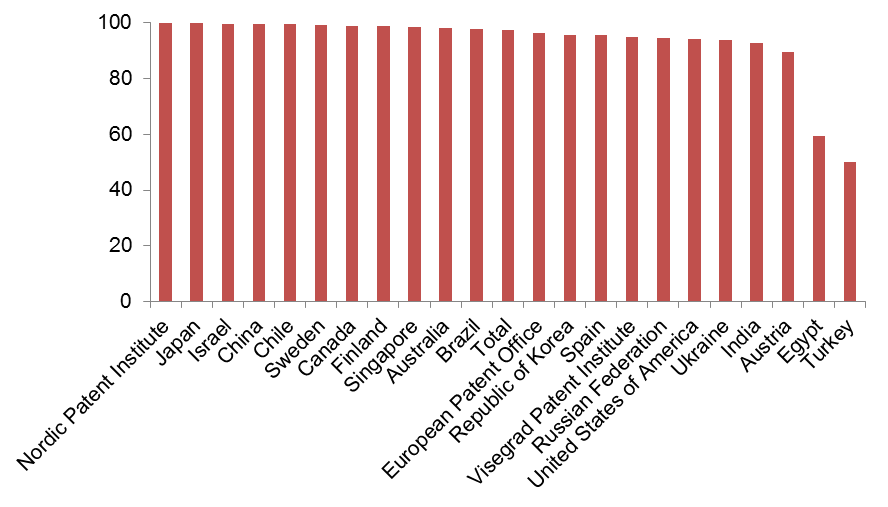 100
80
60
40
20
0
Nordic Patent Institute
Japan
Israel
China
Chile
Sweden
Canada
Finland
Singapore
Australia
Brazil
Total
European Patent Office
Republic of Korea
Spain
Visegrad Patent Institute
Russian Federation
United States of America
Ukraine
India
Austria
Egypt
Turkey